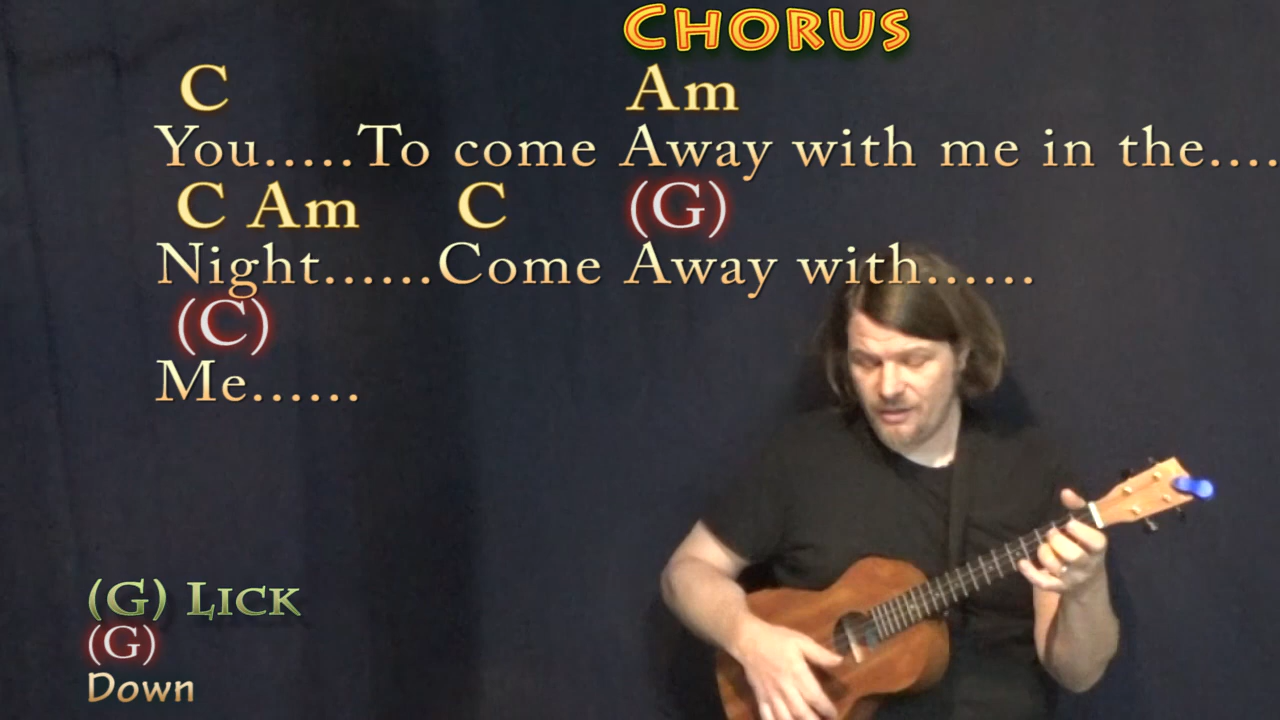 CHORUS
C Am
You.....To come Away with me in the....
C Am C (G)
Night......Come Away with......
(C)
Me......
(G) LICK
(G)
Down